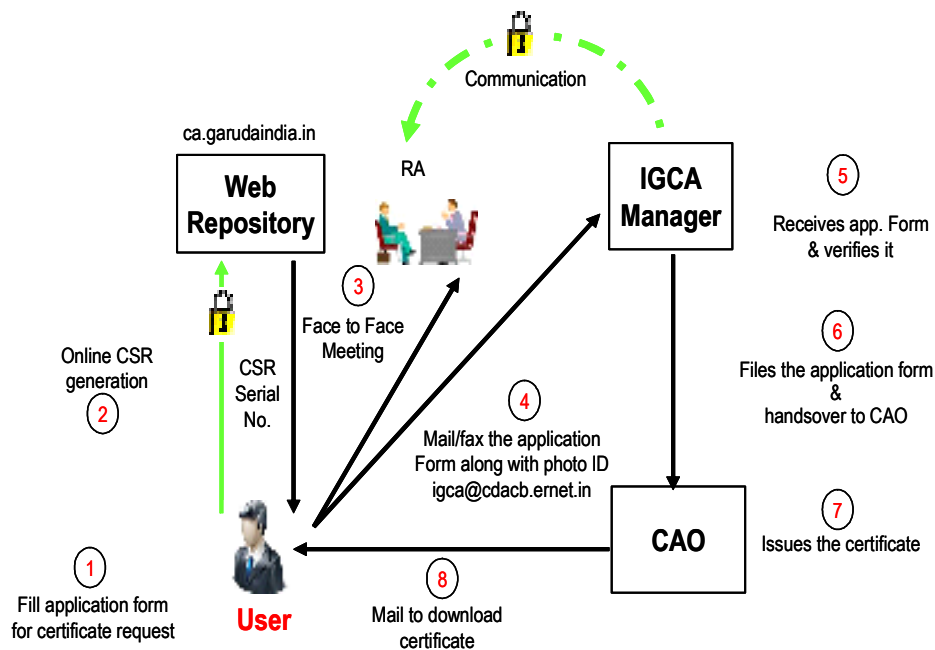 Communication
ca.garudaindia.in
Web
Repository
RA
IGCA
Manager
5
Receives app. Form
& verifies it
3
Face to Face
Meeting
6
Files the application form
&
handsover to CAO
Online CSR
generation
2
CSR
Serial
No.
4
Mail/fax the application
Form along with photo ID
igca@cdacb.ernet.in
CAO
7
Issues the certificate
1
Fill application form
for certificate request
User
8
Mail to download
certificate